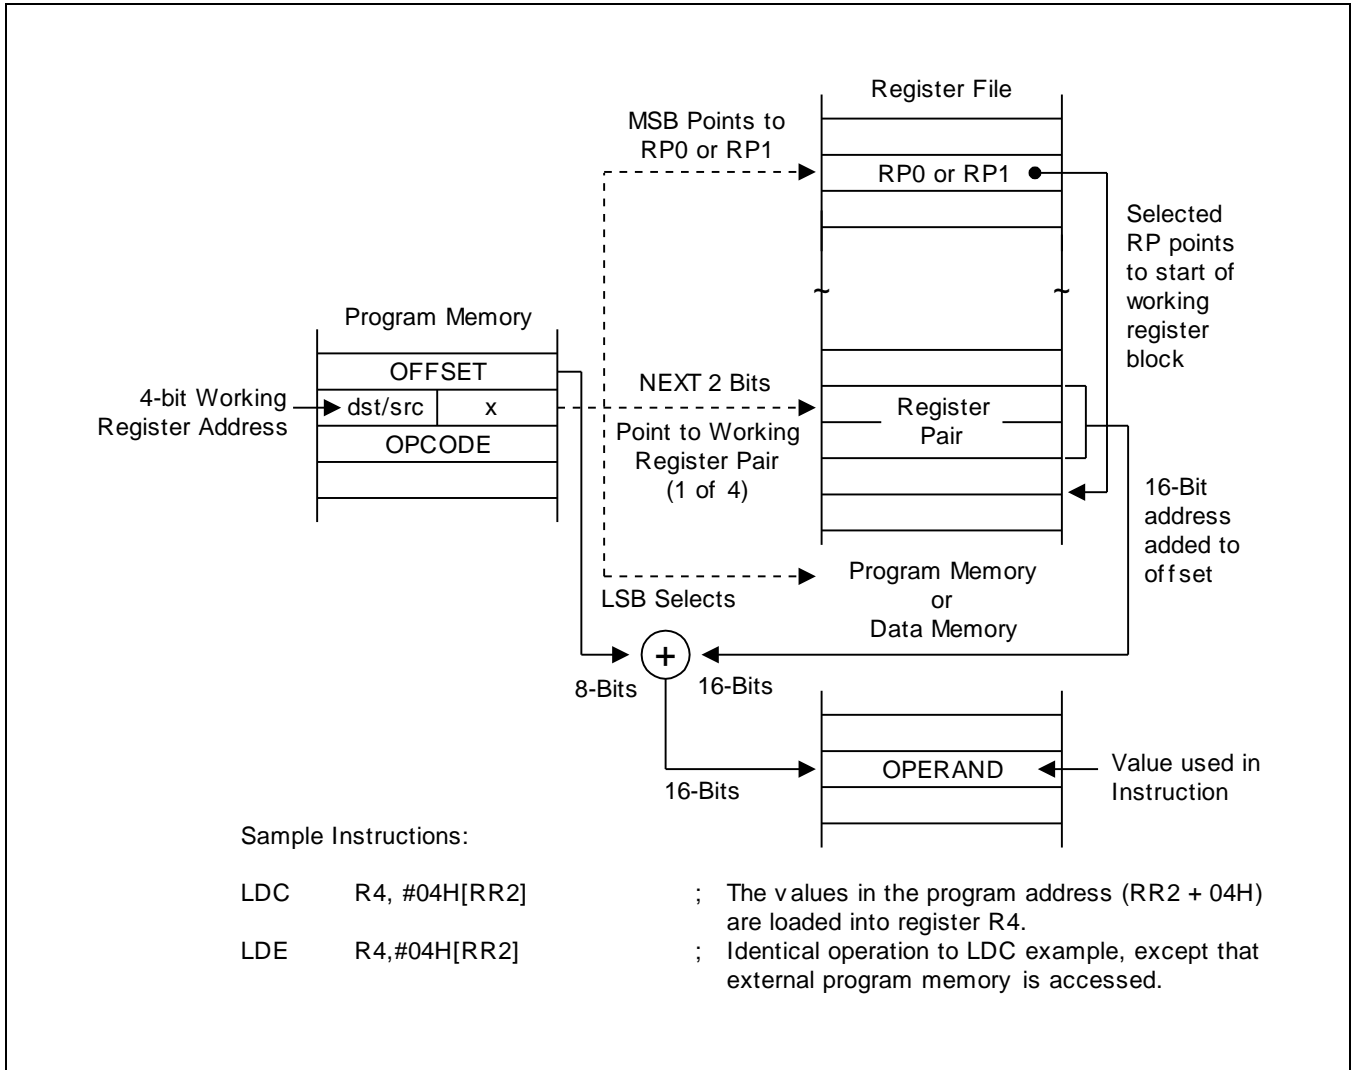 Register File
MSB Points to
RP0 or RP1
RP0 or RP1
Selected
RP points
to start of
working
register
block
~ ~
Program Memory
OFFSET
4-bit Working
Register Address
dst/src x
OPCODE
NEXT 2 Bits
Point to Working
Register Pair
(1 of 4)
Register
Pair
16-Bit
address
added to
offset
LSB Selects
Program Memory
or
Data Memory
+
8-Bits 16-Bits
16-Bits
OPERAND
Value used in
Instruction
Sample Instructions:
LDC R4, #04H[RR2] ; The values in the program address (RR2 + 04H)
are loaded into register R4.
LDE R4,#04H[RR2] ; Identical operation to LDC example, except that
external program memory is accessed.